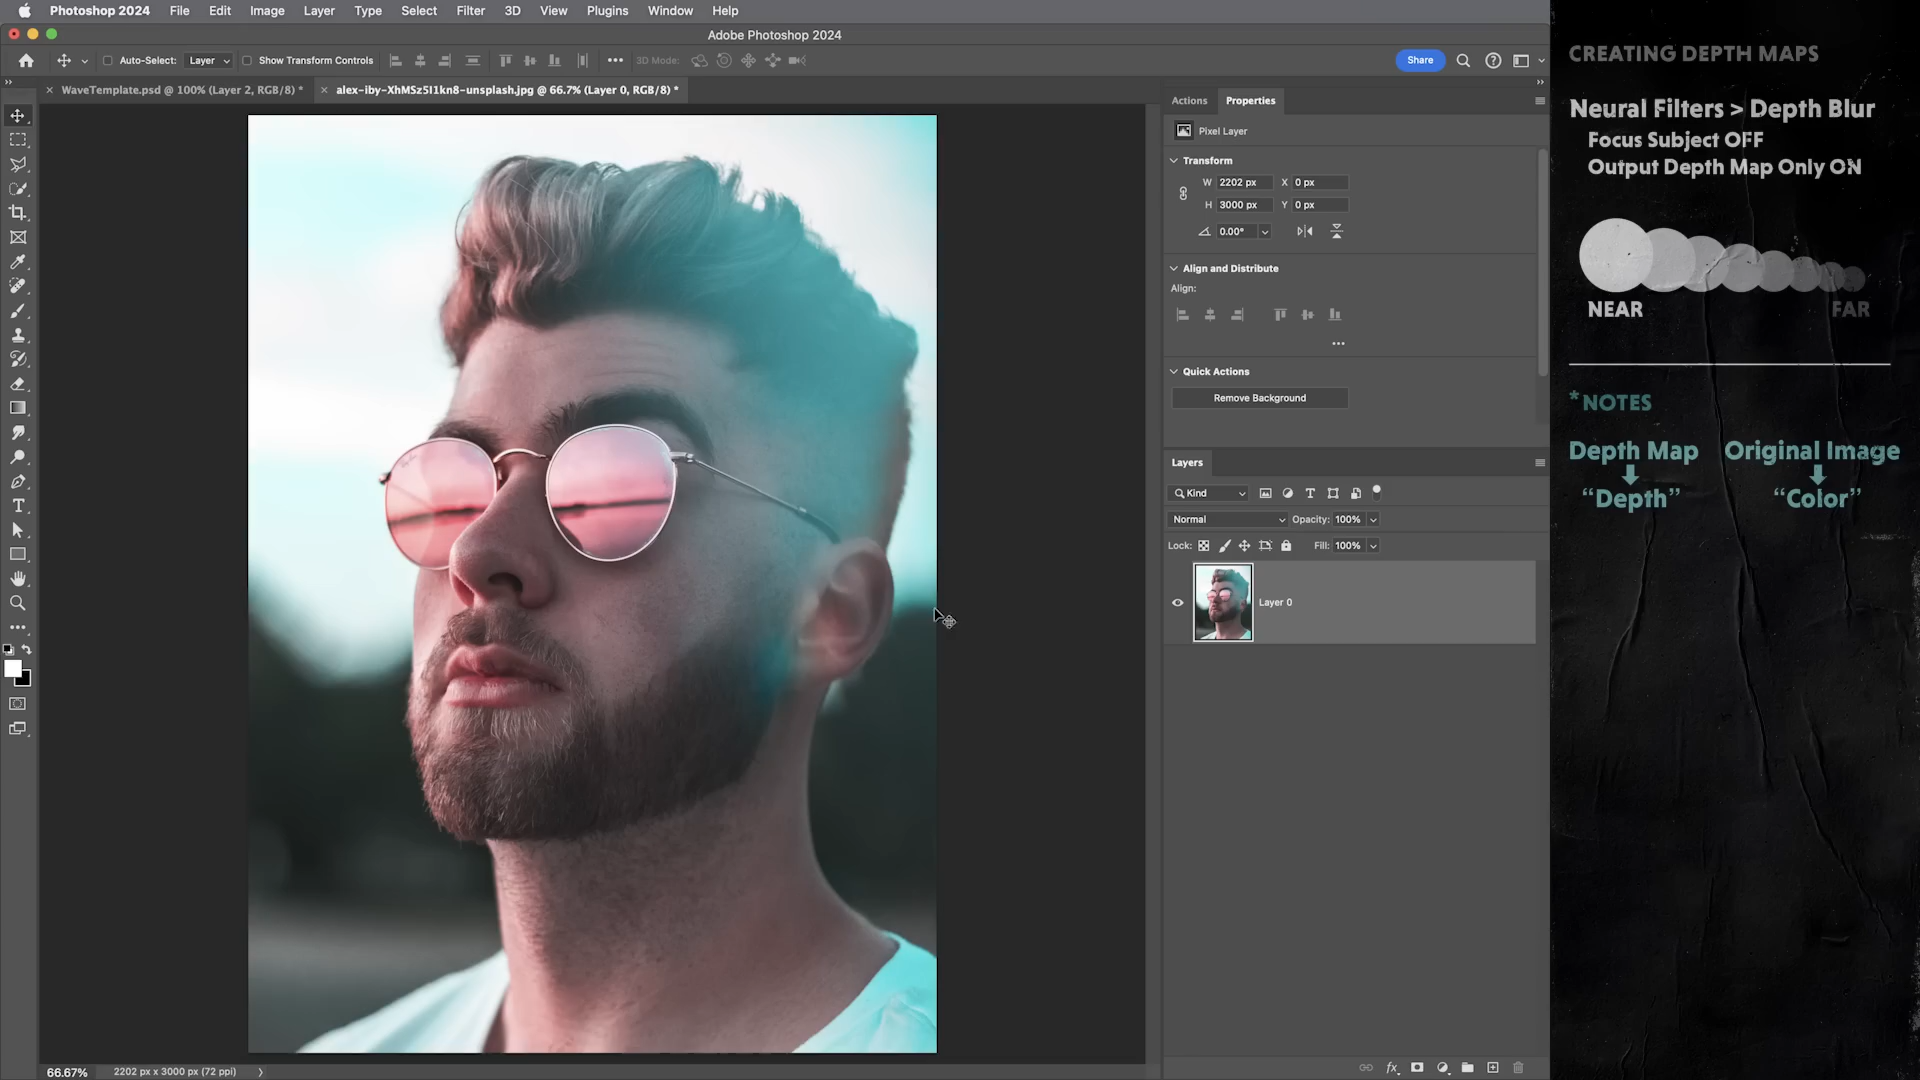 Photoshop 2024 File Edit Image Layer Type Select Filter 3D View Plugins Window Help
Adobe Photoshop 2024
Auto-Select: Layer Show Transform Controls 3D Mode: Share
WaveTemplate.psd @ 100% (Layer 2, RGB/8) * alex-iby-XhMSz5I1kn8-unsplash.jpg @ 66.7% (Layer 0, RGB/8) *
Actions Properties
Pixel Layer
Transform
W 2202 px X 0 px
H 3000 px Y 0 px
0.00°
Align and Distribute
Align:
Quick Actions
Remove Background
Layers
Kind
Normal Opacity: 100%
Lock: Fill: 100%
Layer 0
66.67% 2202 px x 3000 px (72 ppi)
CREATING DEPTH MAPS
Neural Filters > Depth Blur
Focus Subject OFF
Output Depth Map Only ON
NEAR FAR
*NOTES
Depth Map Original Image
“Depth” “Color”